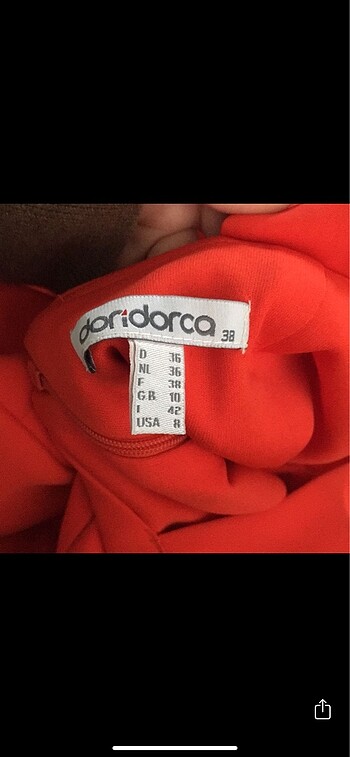 doridorca 38
D 36
NL 36
F 38
GB 10
I 42
USA 8